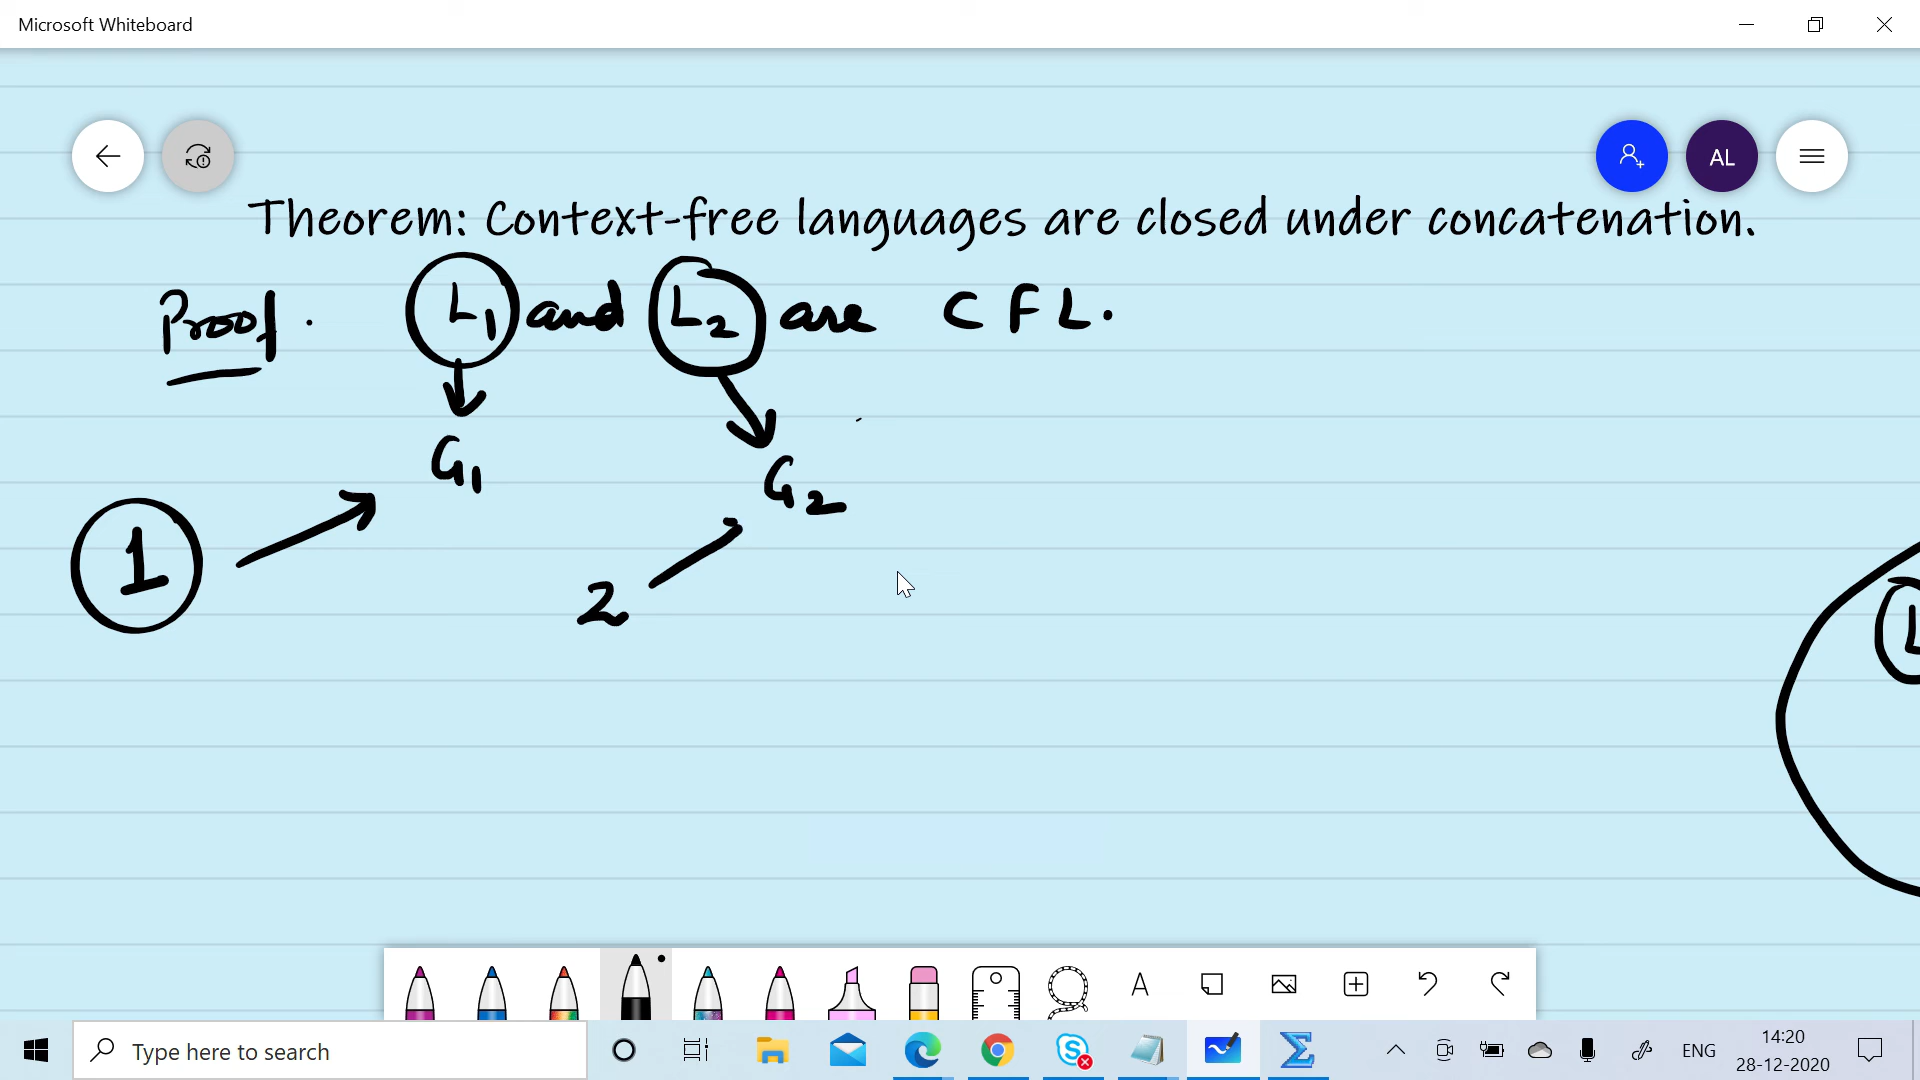 Microsoft Whiteboard
AL
Theorem: Context-free languages are closed under concatenation.
Proof. L1 and L2 are CFL.
G1
G2
1
2
L
A
Type here to search
ENG
14:20
28-12-2020